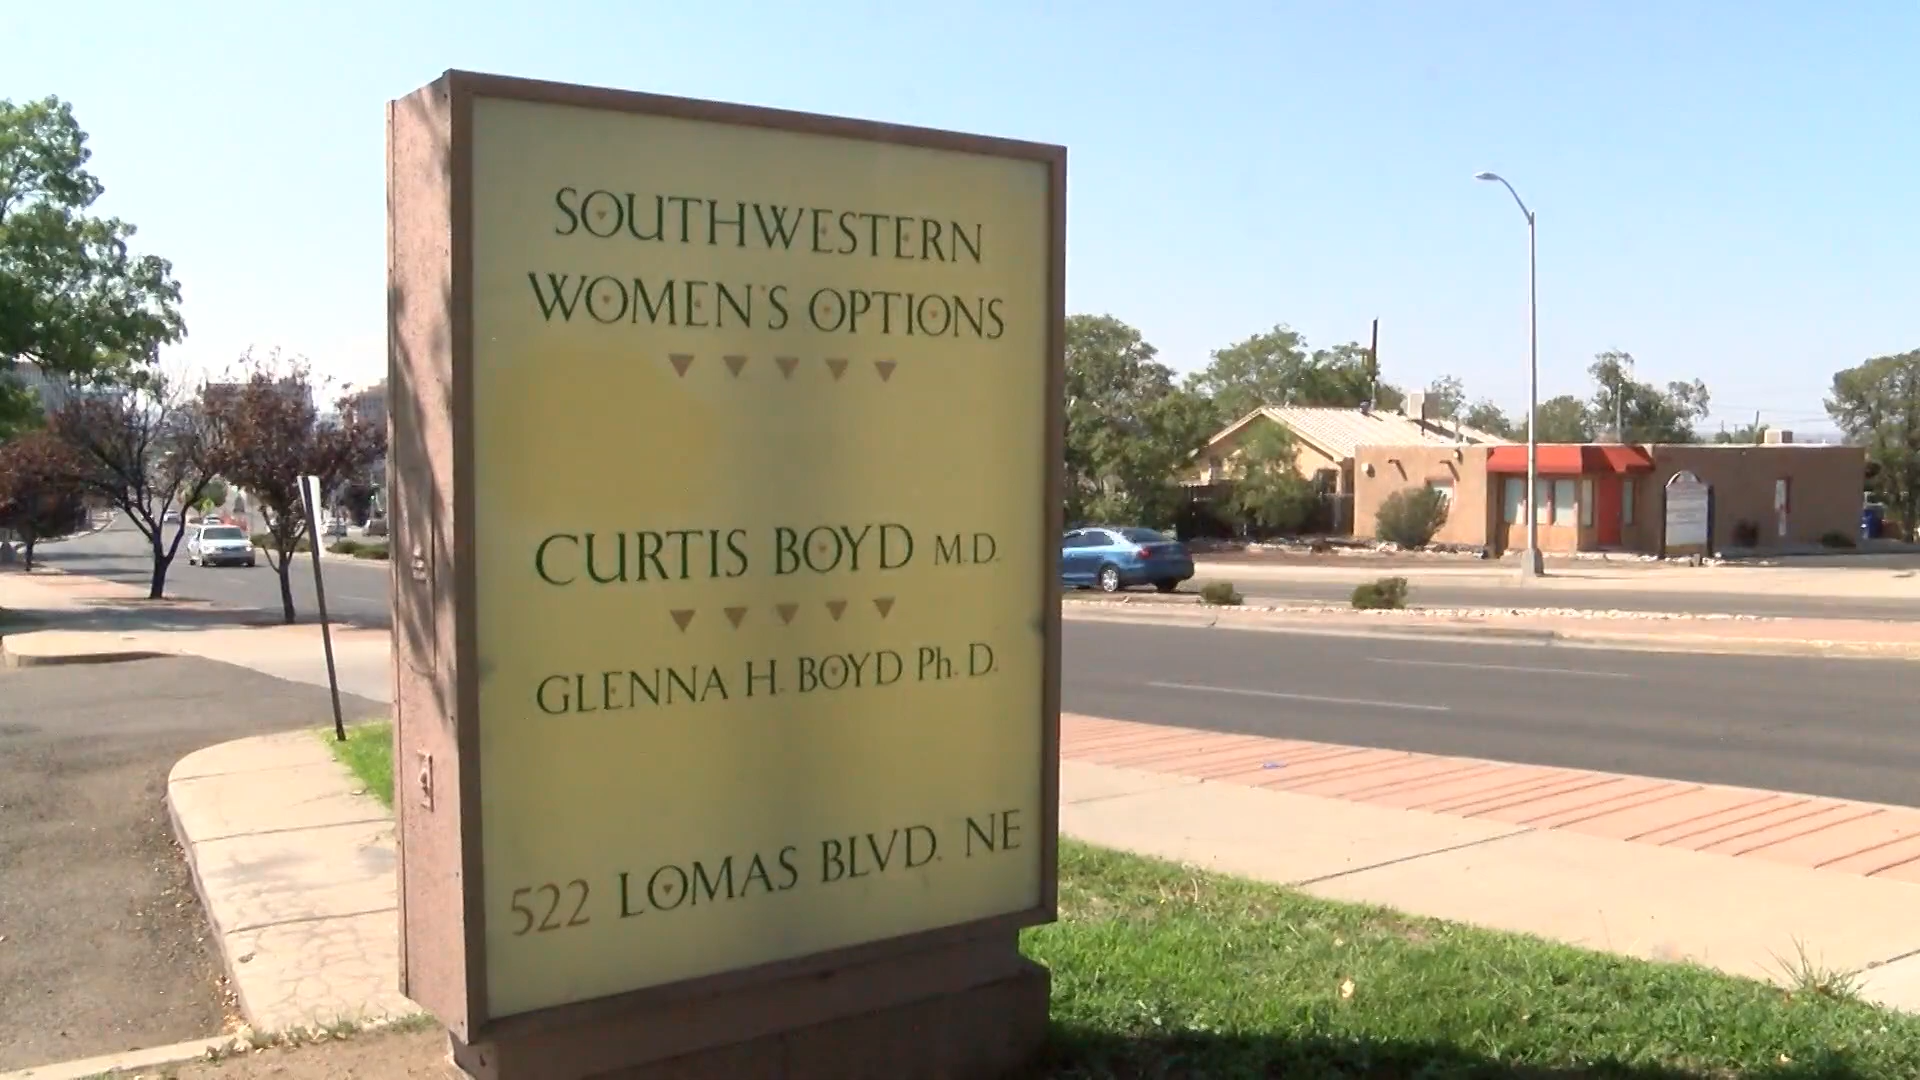 SOUTHWESTERN
WOMEN'S OPTIONS
CURTIS BOYD M.D.
GLENNA H. BOYD Ph. D.
522 LOMAS BLVD. NE